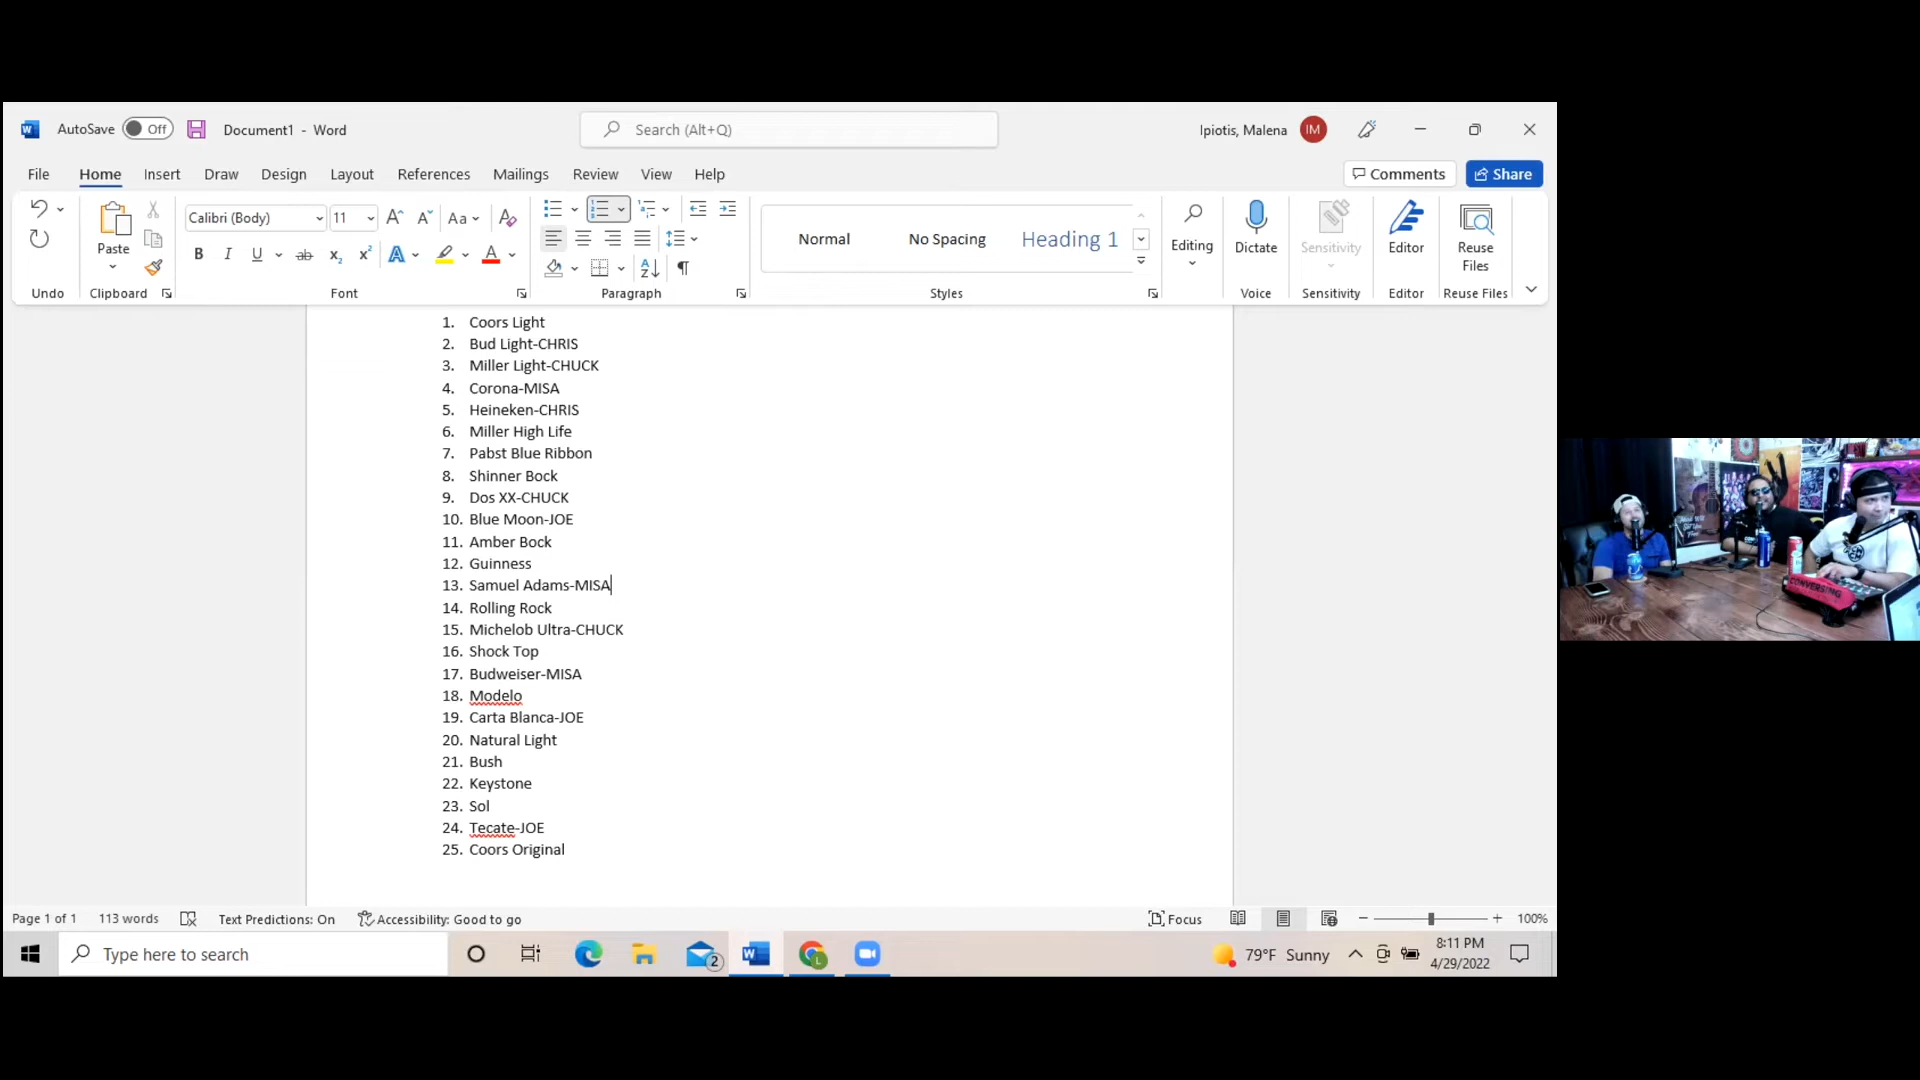 AutoSave Off Document1 - Word Search (Alt+Q) Ipiotis, Malena IM
File Home Insert Draw Design Layout References Mailings Review View Help Comments Share
Calibri (Body) 11 Aa
Paste
B I U ab x2 x2 A A
Normal No Spacing Heading 1
Editing Dictate Sensitivity Editor Reuse Files
Undo Clipboard Font Paragraph Styles Voice Sensitivity Editor Reuse Files
1. Coors Light
2. Bud Light-CHRIS
3. Miller Light-CHUCK
4. Corona-MISA
5. Heineken-CHRIS
6. Miller High Life
7. Pabst Blue Ribbon
8. Shinner Bock
9. Dos XX-CHUCK
10. Blue Moon-JOE
11. Amber Bock
12. Guinness
13. Samuel Adams-MISA
14. Rolling Rock
15. Michelob Ultra-CHUCK
16. Shock Top
17. Budweiser-MISA
18. Modelo
19. Carta Blanca-JOE
20. Natural Light
21. Bush
22. Keystone
23. Sol
24. Tecate-JOE
25. Coors Original
CONVERSING
Page 1 of 1 113 words Text Predictions: On Accessibility: Good to go Focus 100%
Type here to search 2 L 79°F Sunny 8:11 PM
4/29/2022